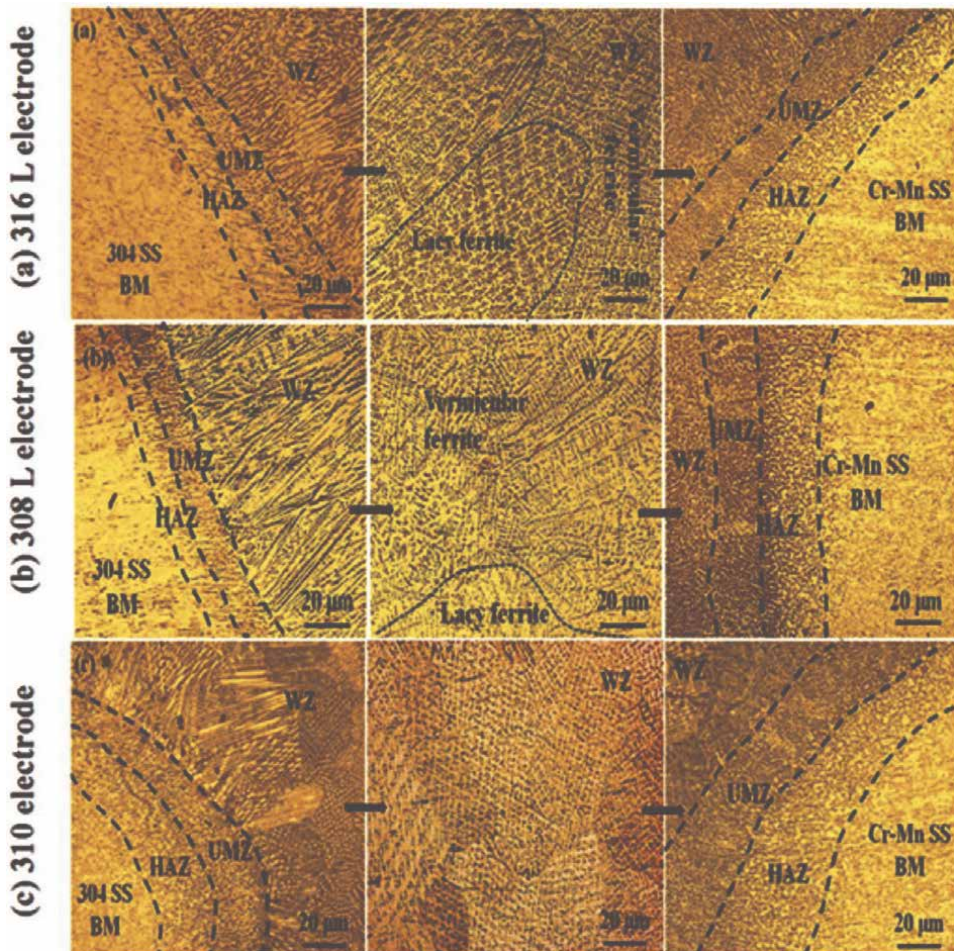 (a) 316 L electrode
(a)
WZ
UMZ
HAZ
304 SS
BM
20 µm
WZ
Vermicular
ferrite
Lacy ferrite
20 µm
WZ
UMZ
HAZ
Cr-Mn SS
BM
20 µm
(b) 308 L electrode
(b)
WZ
UMZ
HAZ
304 SS
BM
20 µm
WZ
Vermicular
ferrite
Lacy ferrite
20 µm
WZ
UMZ
HAZ
Cr-Mn SS
BM
20 µm
(c) 310 electrode
(c)
WZ
UMZ
HAZ
304 SS
BM
20 µm
WZ
20 µm
WZ
UMZ
HAZ
Cr-Mn SS
BM
20 µm